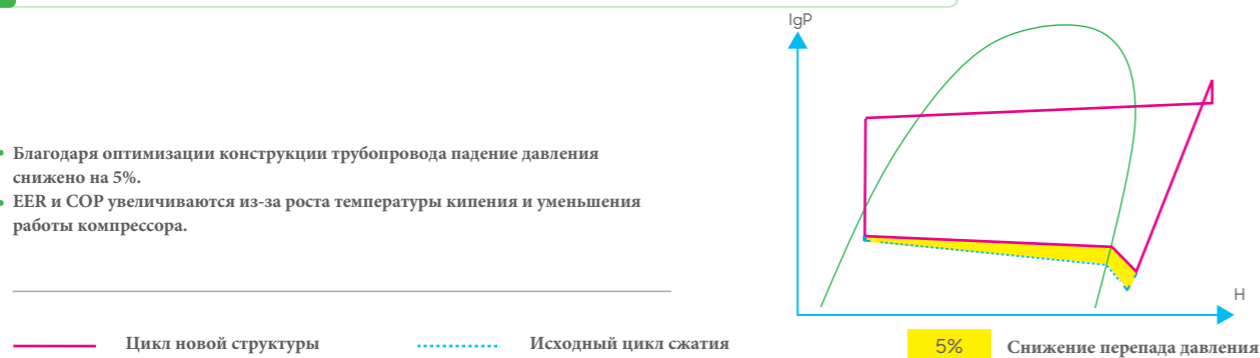 lgP
Благодаря оптимизации конструкции трубопровода падение давления
снижено на 5%.
EER и COP увеличиваются из-за роста температуры кипения и уменьшения
работы компрессора.
H
Цикл новой структуры
Исходный цикл сжатия
5%
Снижение перепада давления